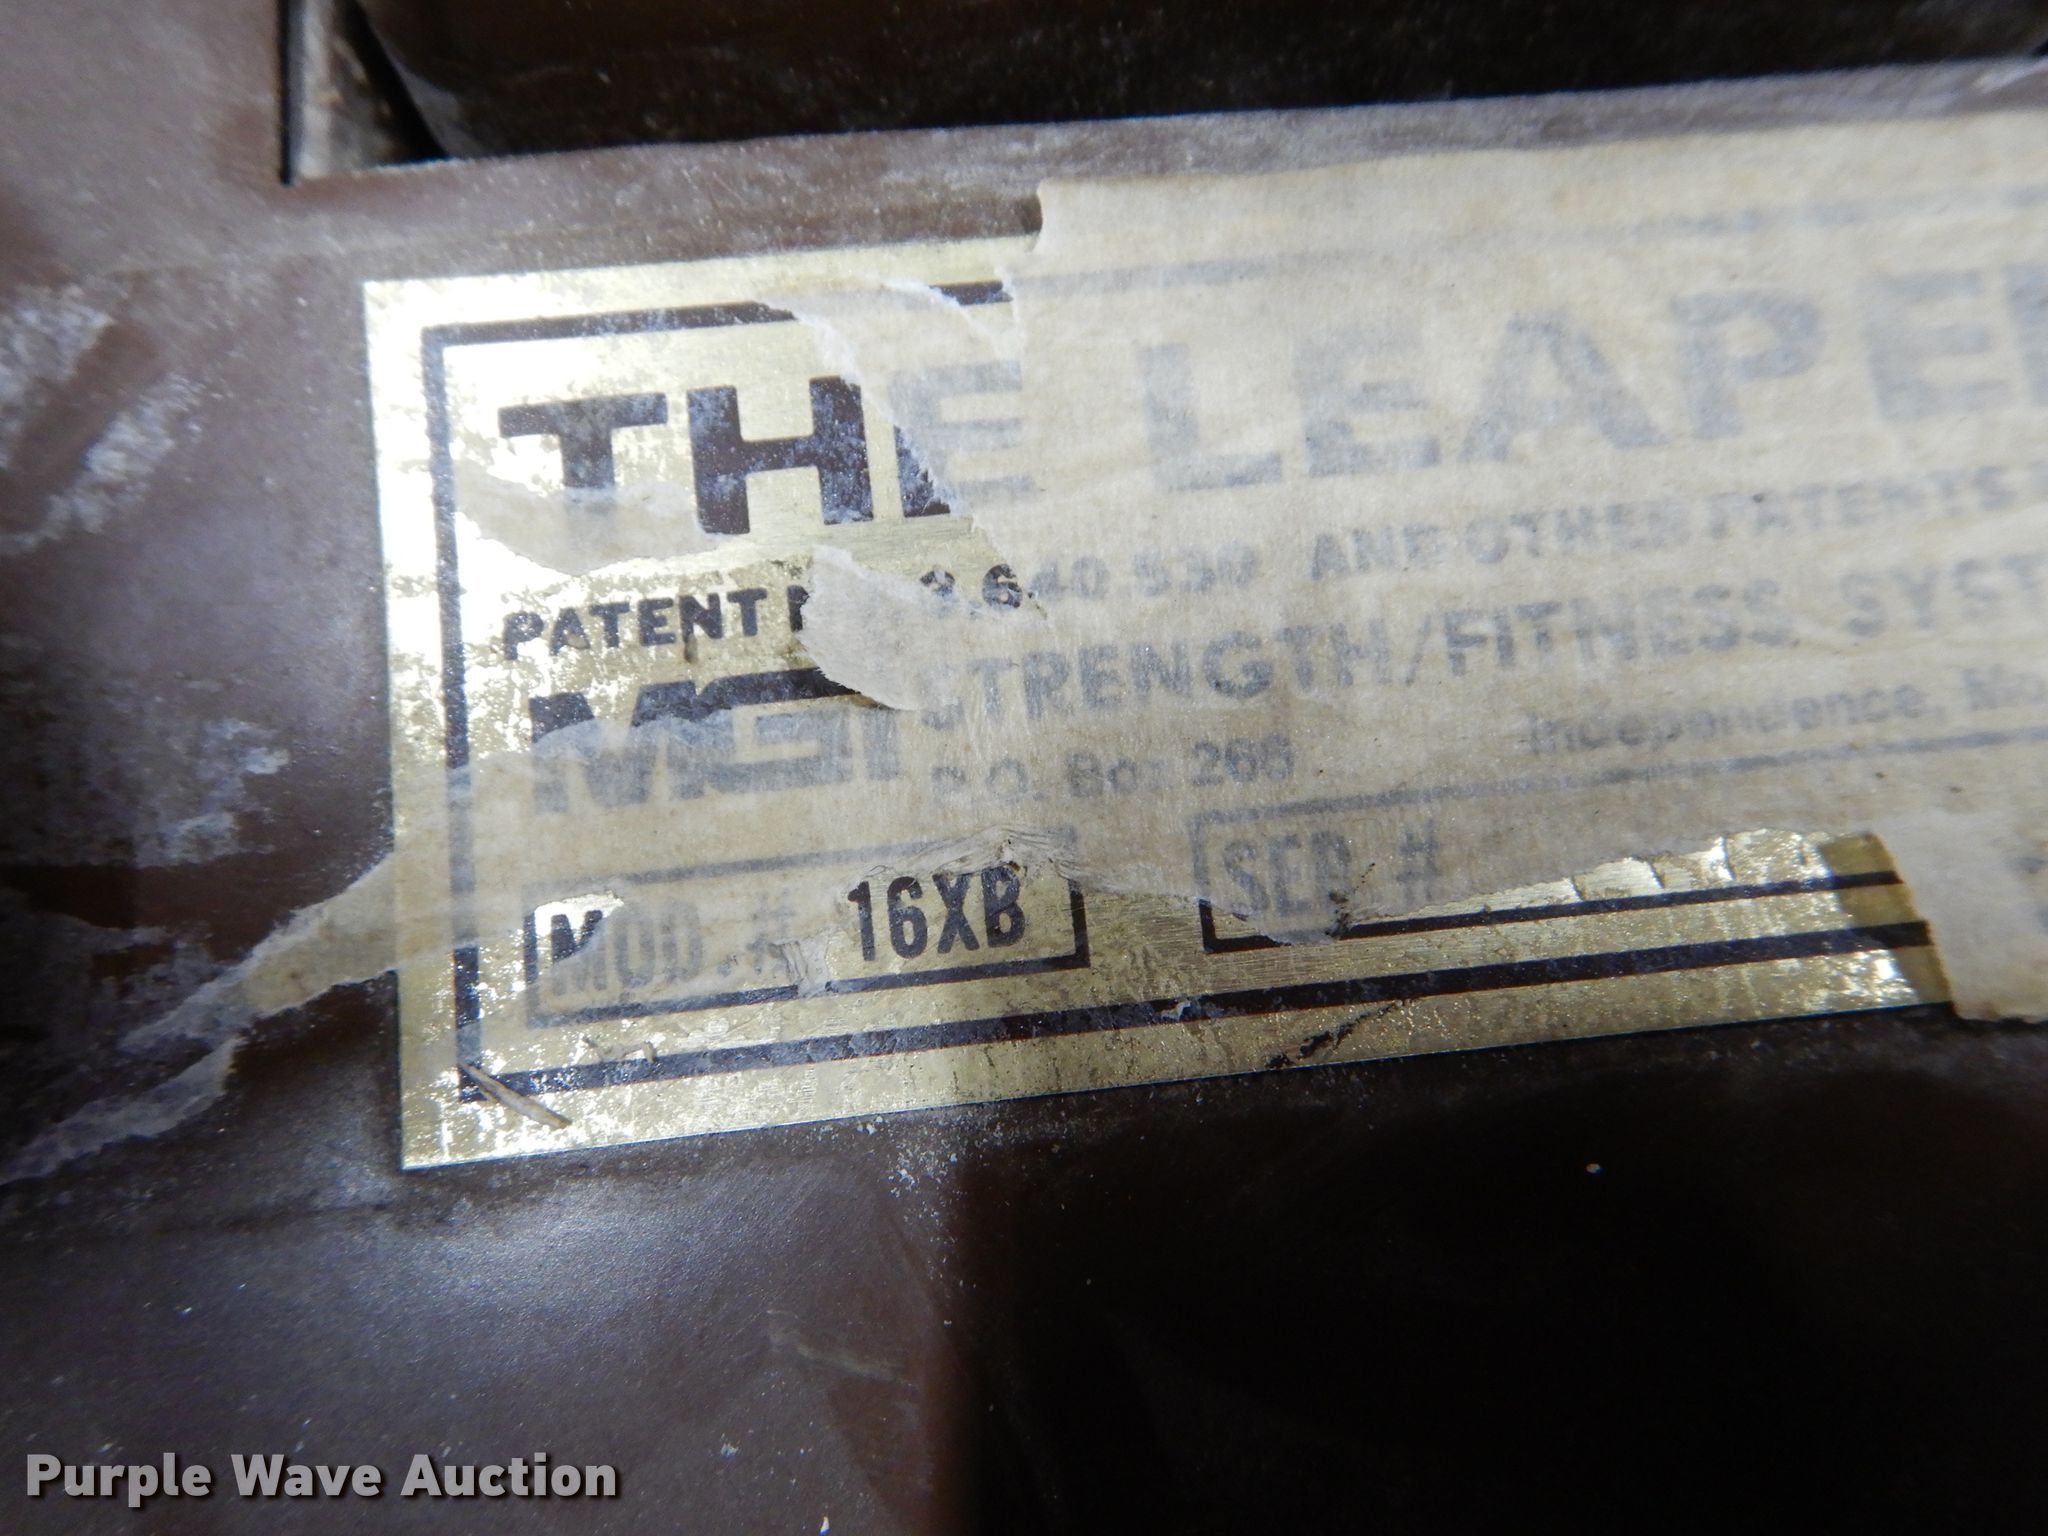 THE LEAPE
PATENT 3,640,530 AND OTHER PATENTS
MGI STRENGTH/FITNESS SYST
P.O. Box 266 Independence, Mo
MOD. # 16XB SER #
Purple Wave Auction